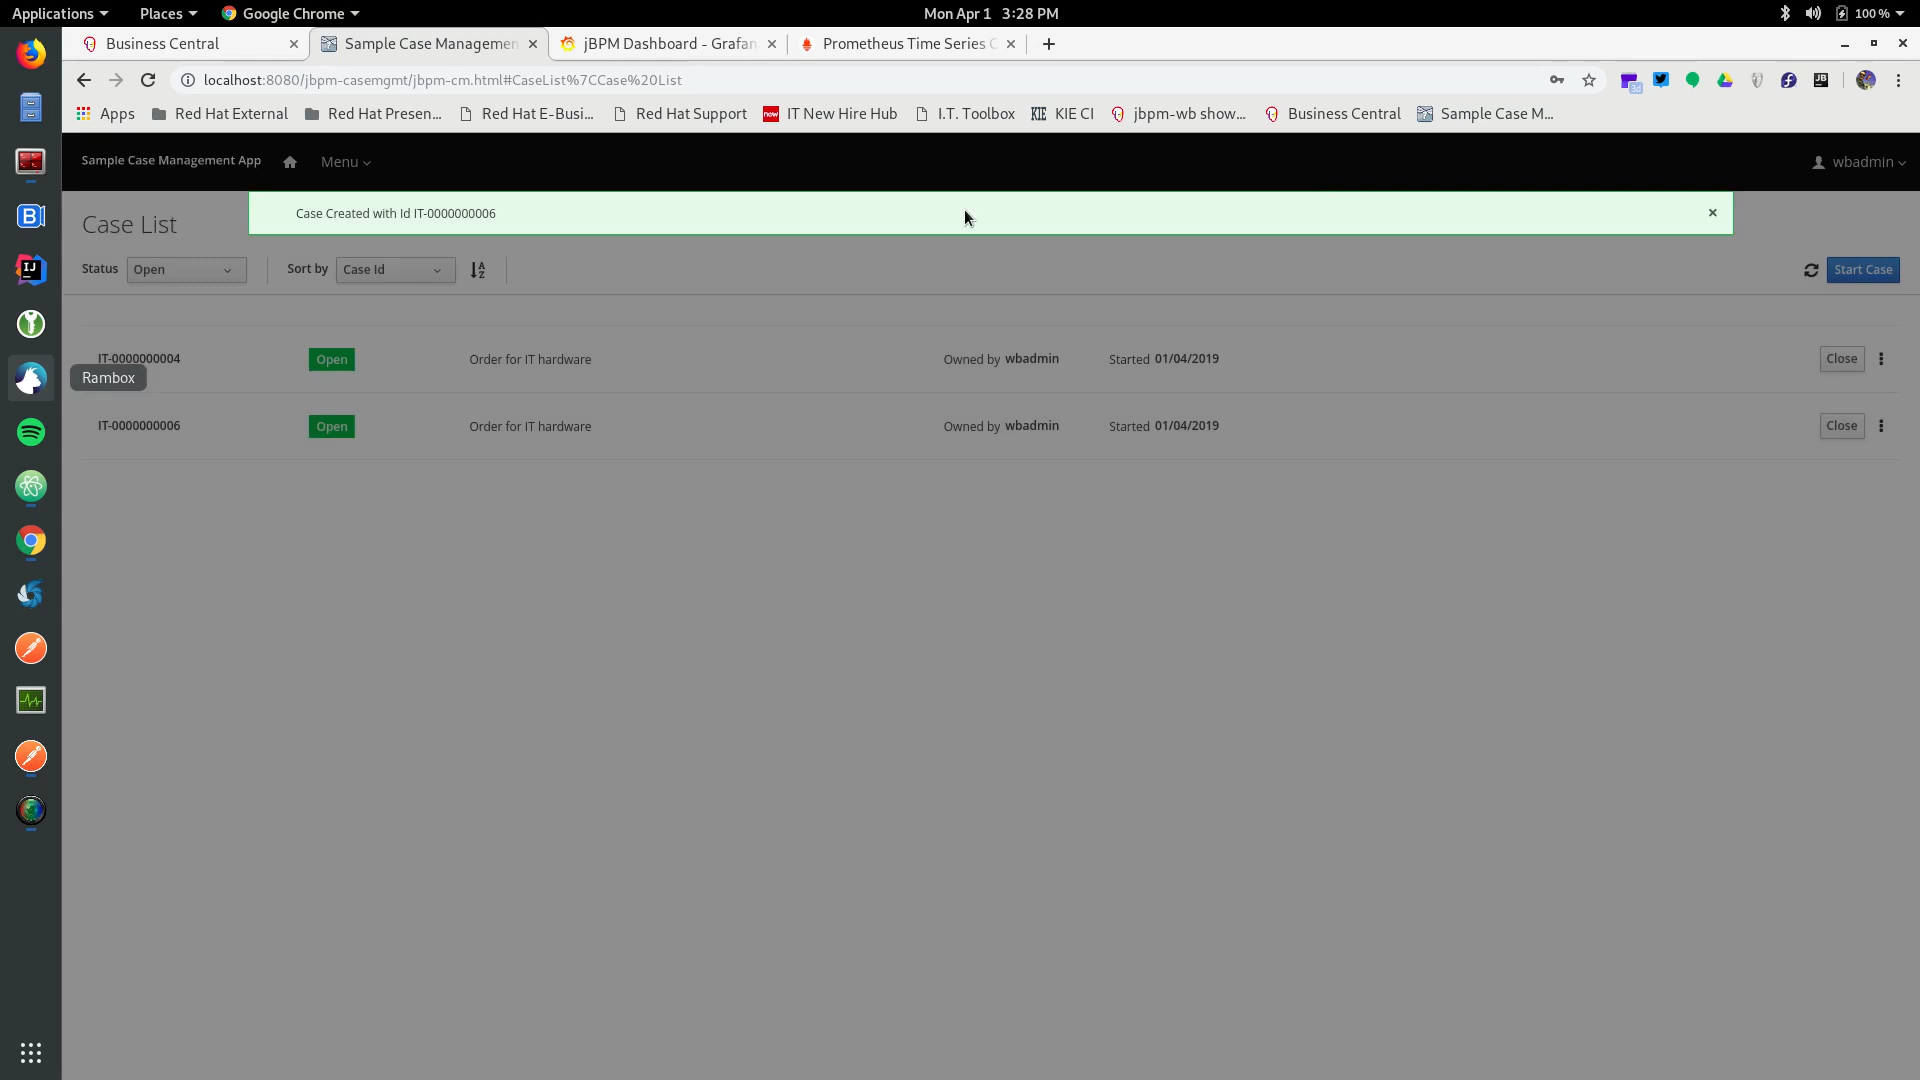 Applications Places Google Chrome Mon Apr 1 3:28 PM 100 %
Business Central Sample Case Managemen jBPM Dashboard - Grafan Prometheus Time Series C
localhost:8080/jbpm-casemgmt/jbpm-cm.html#CaseList%7CCase%20List 3d JB
Apps Red Hat External Red Hat Presen... Red Hat E-Busi... Red Hat Support now IT New Hire Hub I.T. Toolbox KIE KIE CI jbpm-wb show... Business Central Sample Case M...
Sample Case Management App Menu wbadmin
Case Created with Id IT-0000000006
Case List
Status Open Sort by Case Id Start Case
IT-0000000004 Open Order for IT hardware Owned by wbadmin Started 01/04/2019 Close
Rambox
IT-0000000006 Open Order for IT hardware Owned by wbadmin Started 01/04/2019 Close